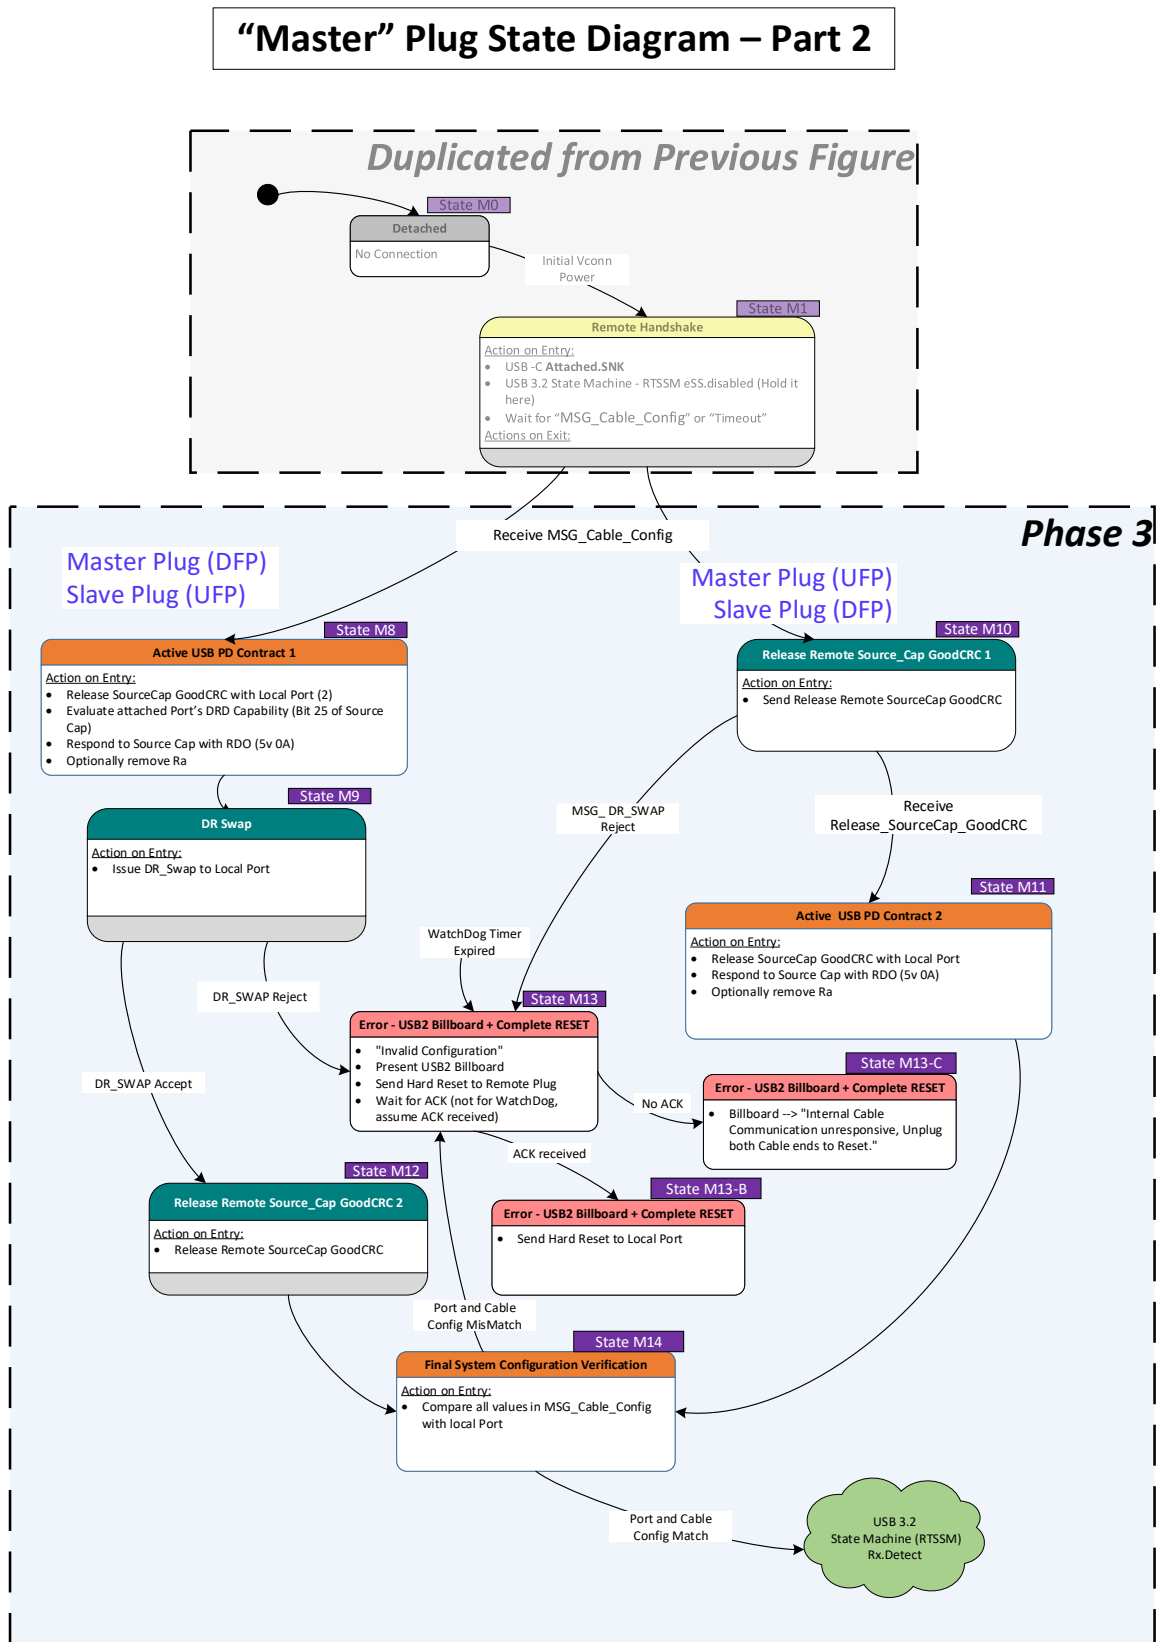 “Master” Plug State Diagram – Part 2
Duplicated from Previous Figure
State M0
Detached
No Connection
Initial Vconn
Power
State M1
Remote Handshake
Action on Entry:
• USB -C Attached.SNK
• USB 3.2 State Machine - RTSSM eSS.disabled (Hold it
here)
• Wait for “MSG_Cable_Config” or “Timeout”
Actions on Exit:
Phase 3
Receive MSG_Cable_Config
Master Plug (DFP)
Slave Plug (UFP)
Master Plug (UFP)
Slave Plug (DFP)
State M8
Active USB PD Contract 1
Action on Entry:
• Release SourceCap GoodCRC with Local Port (2)
• Evaluate attached Port’s DRD Capability (Bit 25 of Source
Cap)
• Respond to Source Cap with RDO (5v 0A)
• Optionally remove Ra
State M10
Release Remote Source_Cap GoodCRC 1
Action on Entry:
• Send Release Remote SourceCap GoodCRC
State M9
DR Swap
Action on Entry:
• Issue DR_Swap to Local Port
MSG_ DR_SWAP
Reject
Receive
Release_SourceCap_GoodCRC
State M11
Active USB PD Contract 2
Action on Entry:
• Release SourceCap GoodCRC with Local Port
• Respond to Source Cap with RDO (5v 0A)
• Optionally remove Ra
WatchDog Timer
Expired
DR_SWAP Reject
State M13
Error - USB2 Billboard + Complete RESET
• "Invalid Configuration"
• Present USB2 Billboard
• Send Hard Reset to Remote Plug
• Wait for ACK (not for WatchDog,
assume ACK received)
DR_SWAP Accept
No ACK
State M13-C
Error - USB2 Billboard + Complete RESET
• Billboard --> "Internal Cable
Communication unresponsive, Unplug
both Cable ends to Reset."
ACK received
State M12
Release Remote Source_Cap GoodCRC 2
Action on Entry:
• Release Remote SourceCap GoodCRC
State M13-B
Error - USB2 Billboard + Complete RESET
• Send Hard Reset to Local Port
Port and Cable
Config MisMatch
State M14
Final System Configuration Verification
Action on Entry:
• Compare all values in MSG_Cable_Config
with local Port
Port and Cable
Config Match
USB 3.2
State Machine (RTSSM)
Rx.Detect